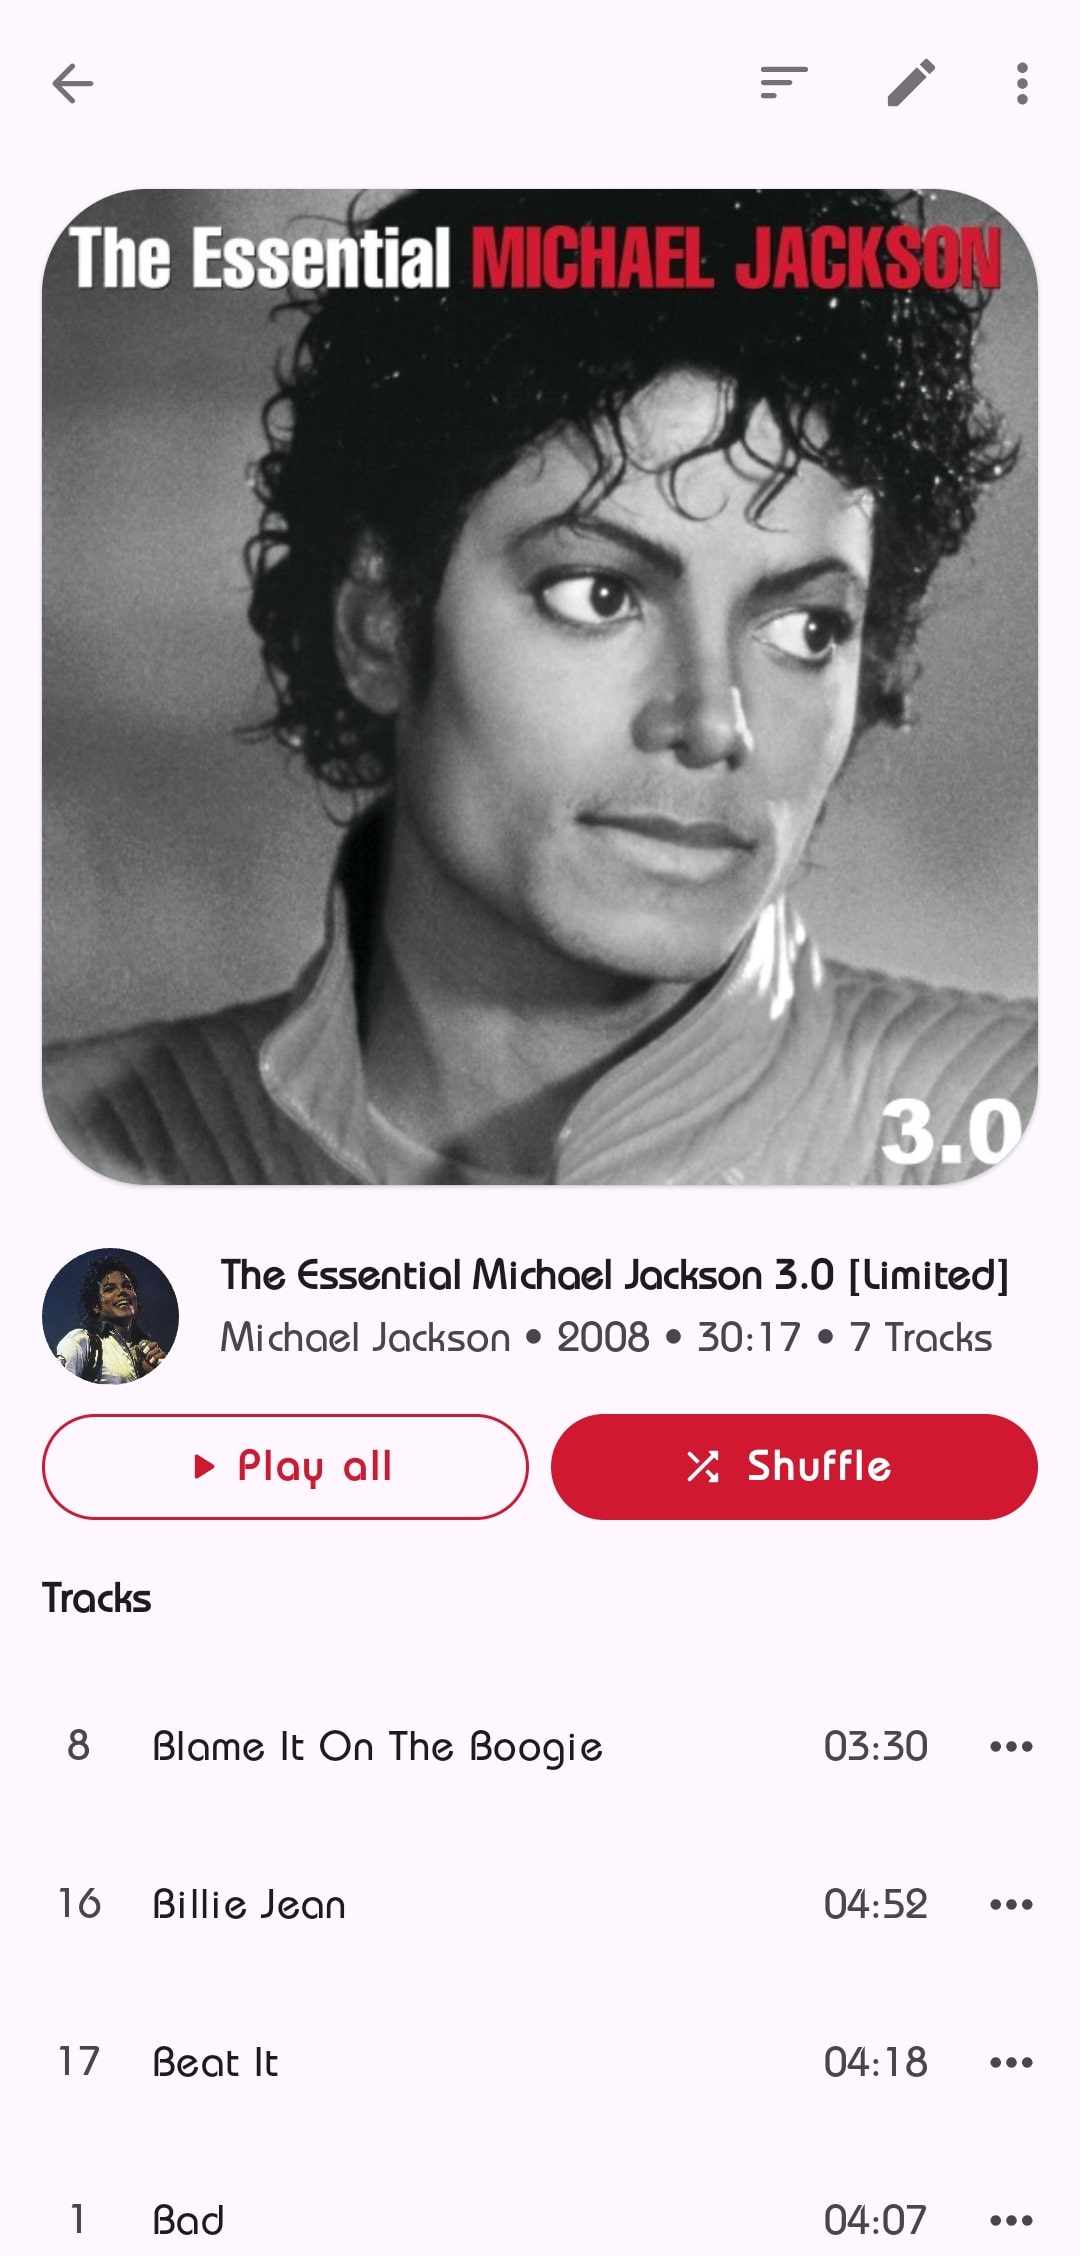 The Essential MICHAEL JACKSON
3.0
The Essential Michael Jackson 3.0 [Limited]
Michael Jackson • 2008 • 30:17 • 7 Tracks
Play all
Shuffle
Tracks
8 Blame It On The Boogie 03:30
16 Billie Jean 04:52
17 Beat It 04:18
1 Bad 04:07